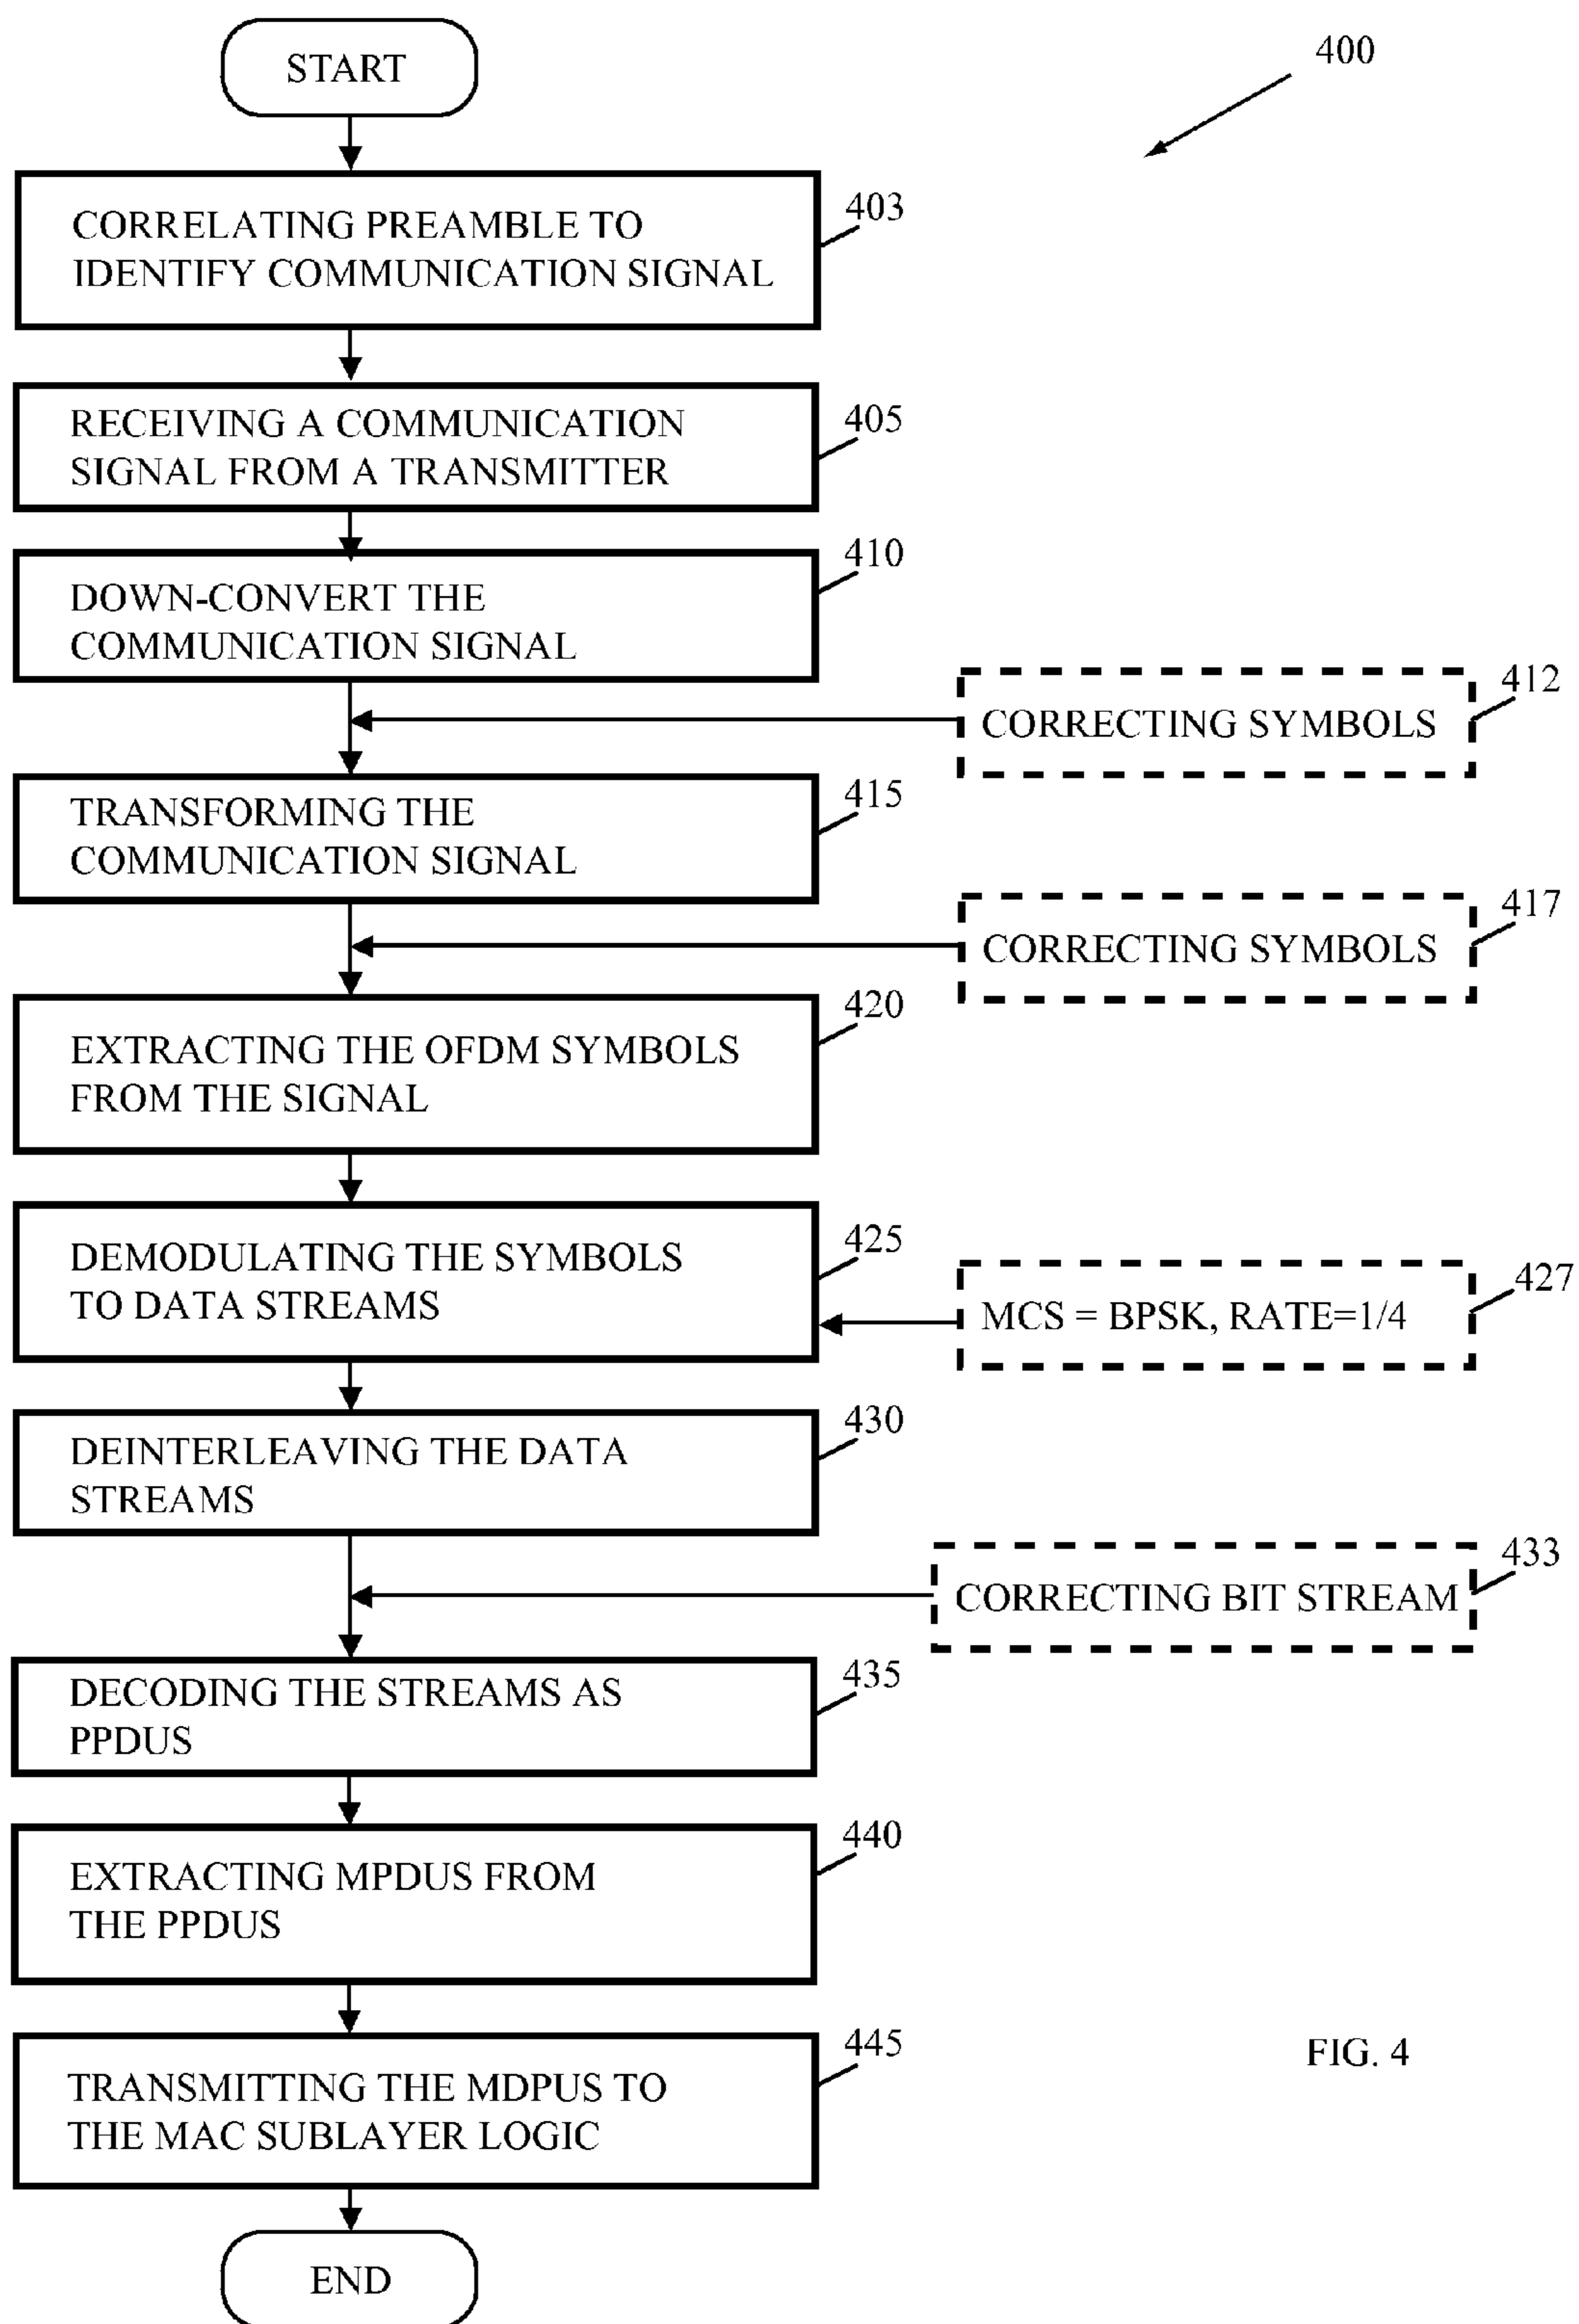 START
400
CORRELATING PREAMBLE TO
IDENTIFY COMMUNICATION SIGNAL
403
RECEIVING A COMMUNICATION
SIGNAL FROM A TRANSMITTER
405
DOWN-CONVERT THE
COMMUNICATION SIGNAL
410
CORRECTING SYMBOLS
412
TRANSFORMING THE
COMMUNICATION SIGNAL
415
CORRECTING SYMBOLS
417
EXTRACTING THE OFDM SYMBOLS
FROM THE SIGNAL
420
DEMODULATING THE SYMBOLS
TO DATA STREAMS
425
MCS = BPSK, RATE=1/4
427
DEINTERLEAVING THE DATA
STREAMS
430
CORRECTING BIT STREAM
433
DECODING THE STREAMS AS
PPDUS
435
EXTRACTING MPDUS FROM
THE PPDUS
440
TRANSMITTING THE MDPUS TO
THE MAC SUBLAYER LOGIC
445
FIG. 4
END